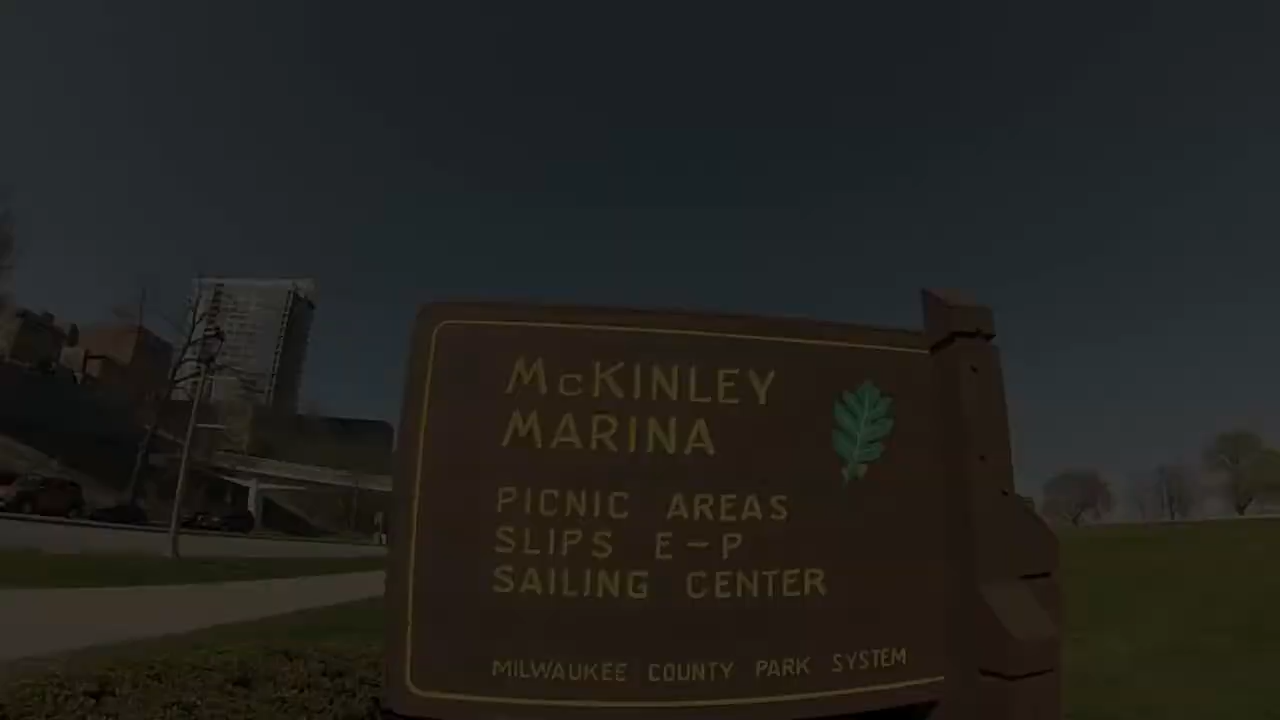 McKINLEY
MARINA
PICNIC AREAS
SLIPS E-P
SAILING CENTER
MILWAUKEE COUNTY PARK SYSTEM